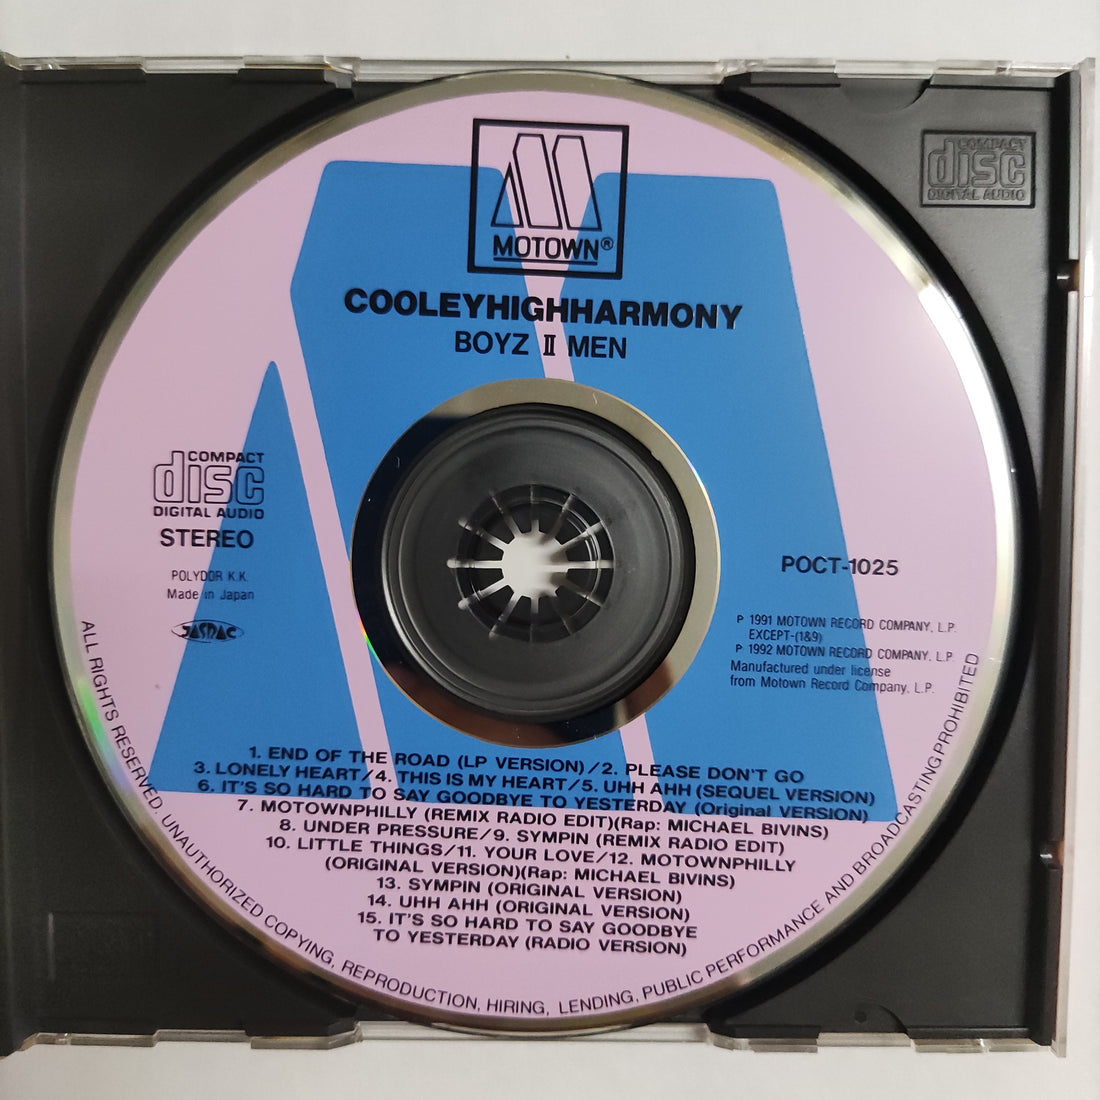 MOTOWN®
COOLEYHIGHHARMONY
BOYZ II MEN
COMPACT
disc
DIGITAL AUDIO
COMPACT
disc
DIGITAL AUDIO
STEREO
POLYDOR K.K.
Made in Japan
JASRAC
POCT-1025
P 1991 MOTOWN RECORD COMPANY, L.P.
EXCEPT-(1&9)
P 1992 MOTOWN RECORD COMPANY, L.P.
Manufactured under license
from Motown Record Company, L.P.
1. END OF THE ROAD (LP VERSION)/2. PLEASE DON'T GO
3. LONELY HEART/4. THIS IS MY HEART/5. UHH AHH (SEQUEL VERSION)
6. IT'S SO HARD TO SAY GOODBYE TO YESTERDAY (Original VERSION)
7. MOTOWNPHILLY (REMIX RADIO EDIT)(Rap: MICHAEL BIVINS)
8. UNDER PRESSURE/9. SYMPIN (REMIX RADIO EDIT)
10. LITTLE THINGS/11. YOUR LOVE/12. MOTOWNPHILLY
(ORIGINAL VERSION)(Rap: MICHAEL BIVINS)
13. SYMPIN (ORIGINAL VERSION)
14. UHH AHH (ORIGINAL VERSION)
15. IT'S SO HARD TO SAY GOODBYE
TO YESTERDAY (RADIO VERSION)
ALL RIGHTS RESERVED. UNAUTHORIZED COPYING, REPRODUCTION, HIRING, LENDING, PUBLIC PERFORMANCE AND BROADCASTING PROHIBITED